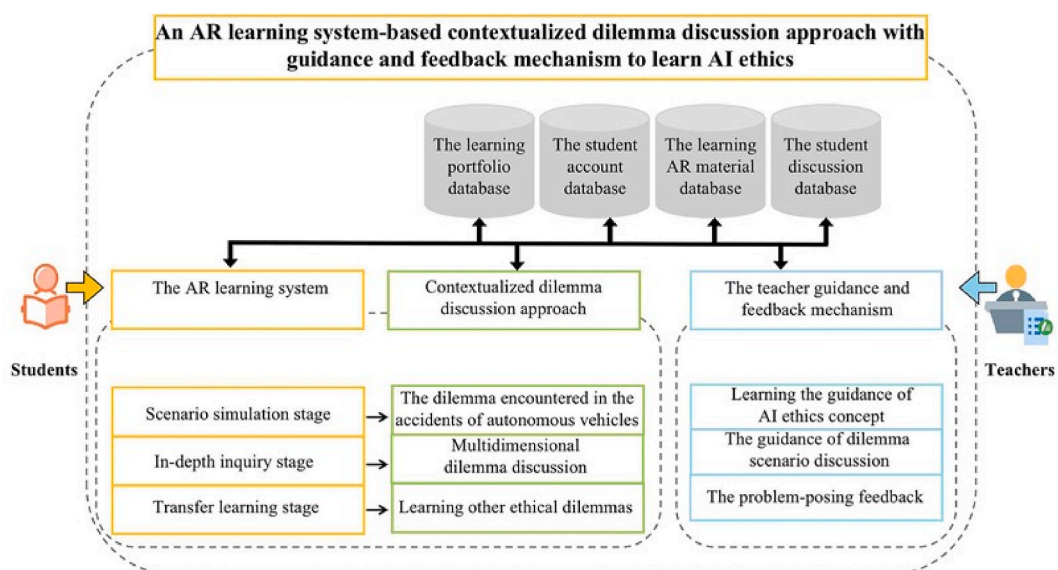 An AR learning system-based contextualized dilemma discussion approach with
guidance and feedback mechanism to learn AI ethics
The learning
portfolio
database
The student
account
database
The learning
AR material
database
The student
discussion
database
The AR learning system
Contextualized dilemma
discussion approach
The teacher guidance and
feedback mechanism
Students
Teachers
Scenario simulation stage
The dilemma encountered in the
accidents of autonomous vehicles
Learning the guidance of
AI ethics concept
In-depth inquiry stage
Multidimensional
dilemma discussion
The guidance of dilemma
scenario discussion
Transfer learning stage
Learning other ethical dilemmas
The problem-posing feedback